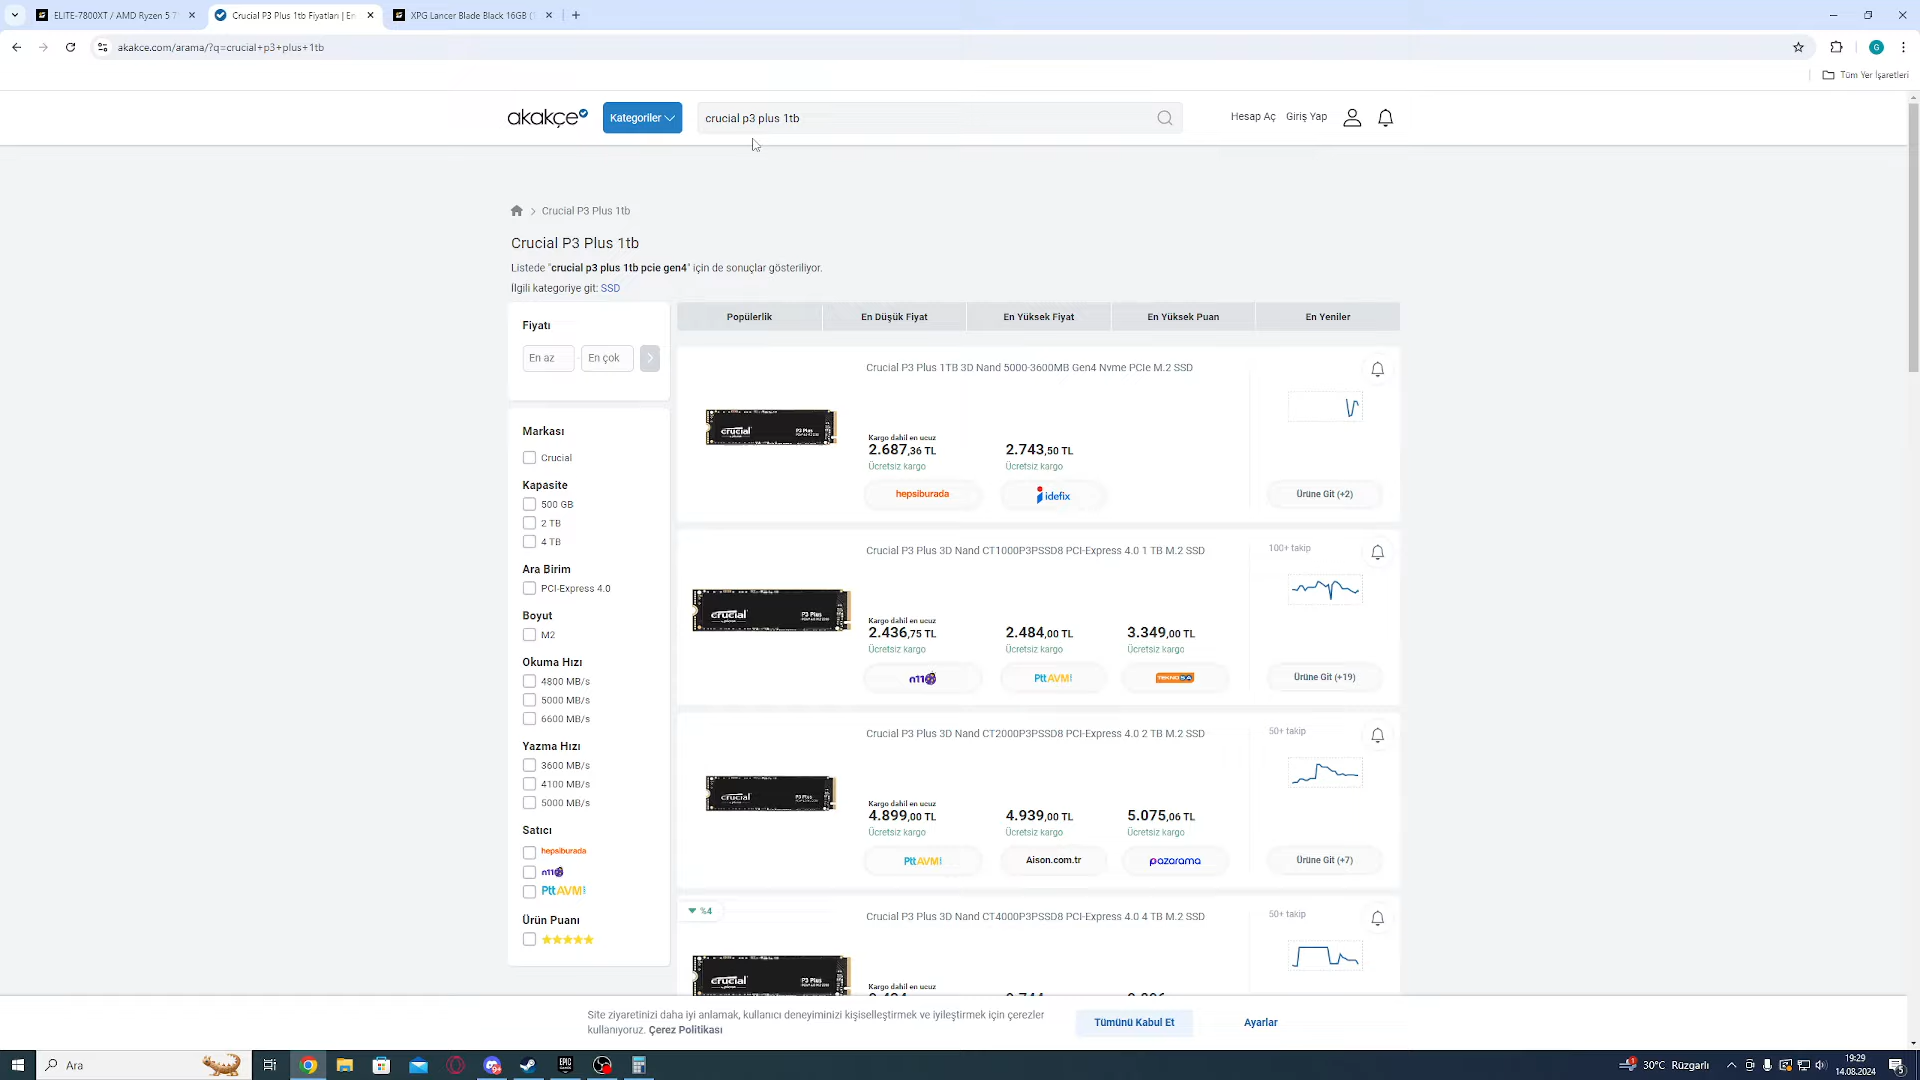 ELITE-7800XT / AMD Ryzen 5 7
Crucial P3 Plus 1tb Fiyatları | En
XPG Lancer Blade Black 16GB (
akakce.com/arama/?q=crucial+p3+plus+1tb
G
Tüm Yer İşaretleri
akakçe
Kategoriler
crucial p3 plus 1tb
Hesap Aç
Giriş Yap
Crucial P3 Plus 1tb
Crucial P3 Plus 1tb
Listede "crucial p3 plus 1tb pcie gen4" için de sonuçlar gösteriliyor.
İlgili kategoriye git: SSD
Fiyatı
En az - En çok
Markası
Crucial
Kapasite
500 GB
2 TB
4 TB
Ara Birim
PCI-Express 4.0
Boyut
M2
Okuma Hızı
4800 MB/s
5000 MB/s
6600 MB/s
Yazma Hızı
3600 MB/s
4100 MB/s
5000 MB/s
Satıcı
hepsiburada
n11
PttAVM
Ürün Puanı
Popülerlik
En Düşük Fiyat
En Yüksek Fiyat
En Yüksek Puan
En Yeniler
Crucial P3 Plus 1TB 3D Nand 5000-3600MB Gen4 Nvme PCIe M.2 SSD
crucial P3 Plus
Kargo dahil en ucuz
2.687,36 TL 2.743,50 TL
Ücretsiz kargo Ücretsiz kargo
hepsiburada idefix Ürüne Git (+2)
Crucial P3 Plus 3D Nand CT1000P3PSSD8 PCI-Express 4.0 1 TB M.2 SSD
100+ takip
crucial P3 Plus
Kargo dahil en ucuz
2.436,75 TL 2.484,00 TL 3.349,00 TL
Ücretsiz kargo Ücretsiz kargo Ücretsiz kargo
n11 PttAVM TEKNOSA Ürüne Git (+19)
Crucial P3 Plus 3D Nand CT2000P3PSSD8 PCI-Express 4.0 2 TB M.2 SSD
50+ takip
crucial P3 Plus
Kargo dahil en ucuz
4.899,00 TL 4.939,00 TL 5.075,06 TL
Ücretsiz kargo Ücretsiz kargo Ücretsiz kargo
PttAVM Aison.com.tr pazarama Ürüne Git (+7)
%4
Crucial P3 Plus 3D Nand CT4000P3PSSD8 PCI-Express 4.0 4 TB M.2 SSD
50+ takip
crucial P3 Plus
Kargo dahil en ucuz
Site ziyaretinizi daha iyi anlamak, kullanıcı deneyiminizi kişiselleştirmek ve iyileştirmek için çerezler
kullanıyoruz. Çerez Politikası
Tümünü Kabul Et
Ayarlar
Ara
30°C Rüzgarlı
19:29
14.08.2024
5